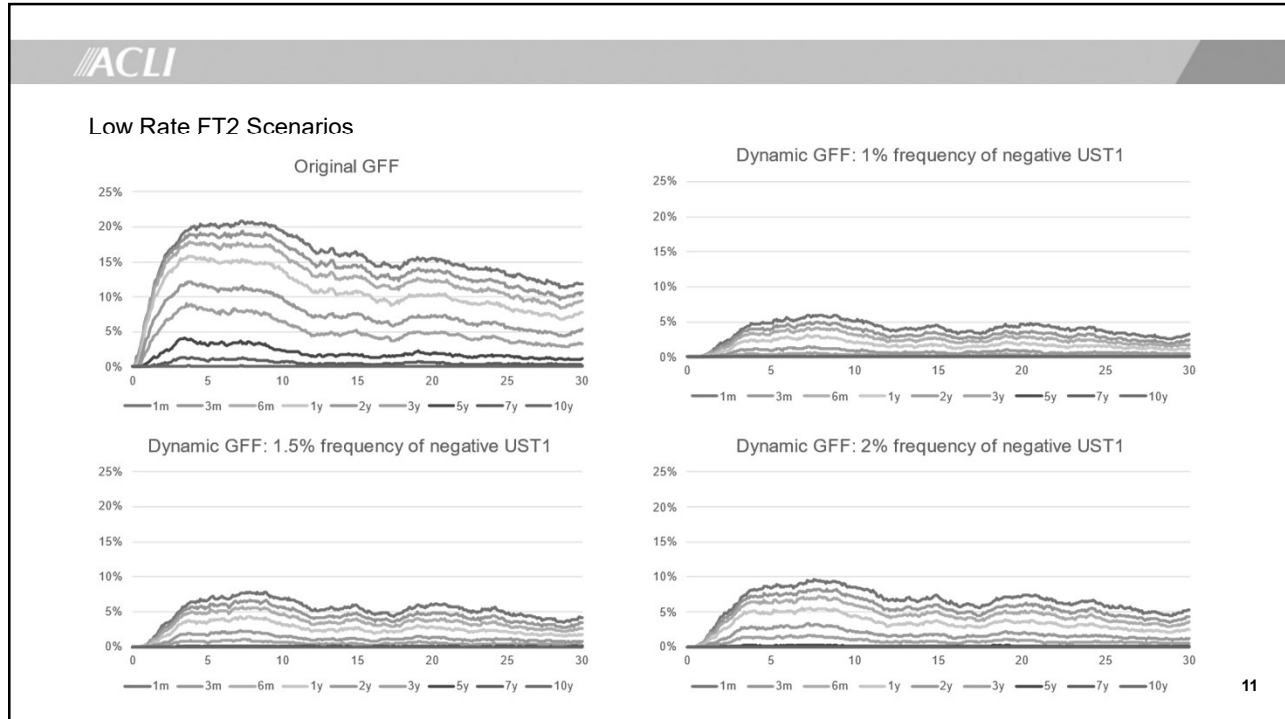 ACLI
Low Rate FT2 Scenarios
Original GFF
25%
20%
15%
10%
5%
0%
0 5 10 15 20 25 30
1m 3m 6m 1y 2y 3y 5y 7y 10y
Dynamic GFF: 1% frequency of negative UST1
25%
20%
15%
10%
5%
0%
0 5 10 15 20 25 30
1m 3m 6m 1y 2y 3y 5y 7y 10y
Dynamic GFF: 1.5% frequency of negative UST1
25%
20%
15%
10%
5%
0%
0 5 10 15 20 25 30
1m 3m 6m 1y 2y 3y 5y 7y 10y
Dynamic GFF: 2% frequency of negative UST1
25%
20%
15%
10%
5%
0%
0 5 10 15 20 25 30
1m 3m 6m 1y 2y 3y 5y 7y 10y
11